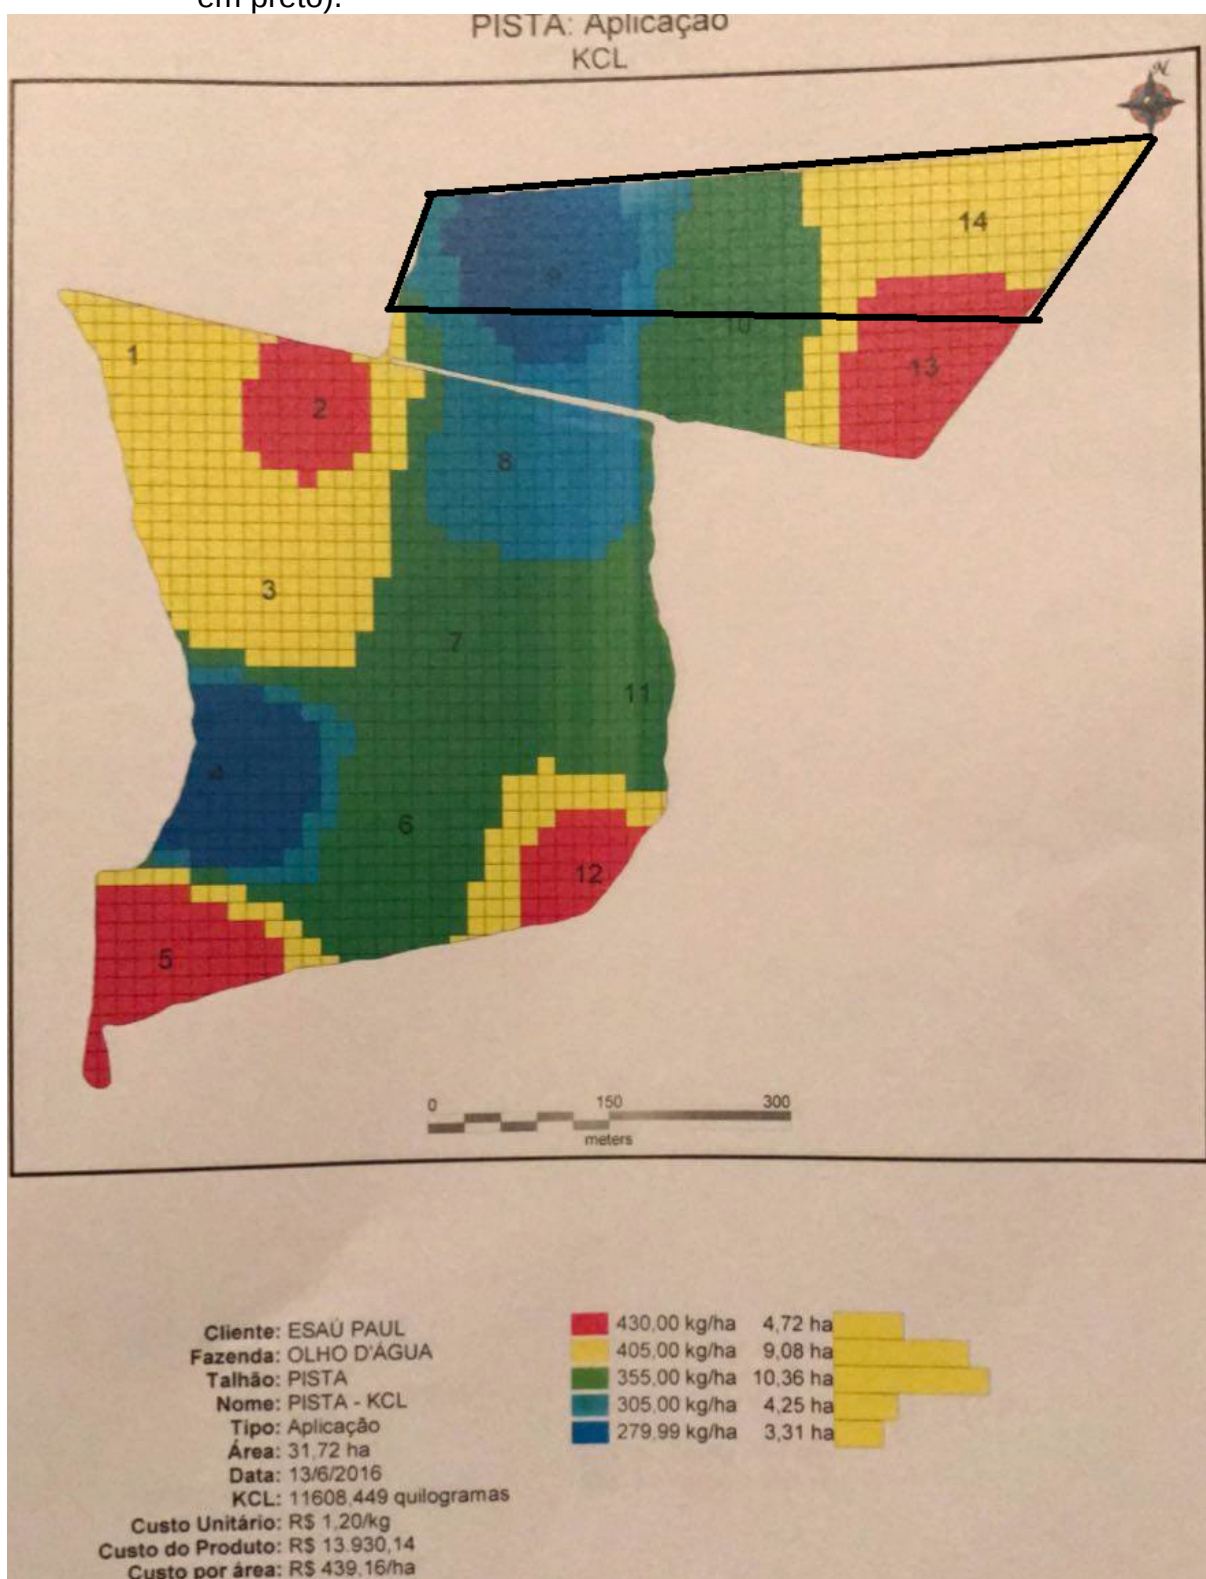 em preto).
PISTA: Aplicação
KCL
N
14
9
10
1
13
2
8
3
7
11
4
6
12
5
0 150 300
meters
Cliente: ESAÚ PAUL
Fazenda: OLHO D'ÁGUA
Talhão: PISTA
Nome: PISTA - KCL
Tipo: Aplicação
Área: 31,72 ha
Data: 13/6/2016
KCL: 11608,449 quilogramas
Custo Unitário: R$ 1,20/kg
Custo do Produto: R$ 13.930,14
Custo por área: R$ 439,16/ha
430,00 kg/ha 4,72 ha
405,00 kg/ha 9,08 ha
355,00 kg/ha 10,36 ha
305,00 kg/ha 4,25 ha
279,99 kg/ha 3,31 ha